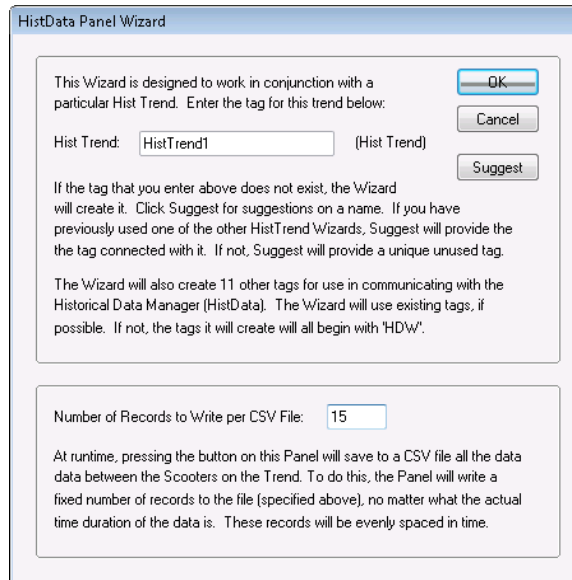 HistData Panel Wizard
This Wizard is designed to work in conjunction with a
particular Hist Trend.  Enter the tag for this trend below:
OK
Cancel
Hist Trend: HistTrend1 (Hist Trend)
Suggest
If the tag that you enter above does not exist, the Wizard
will create it.  Click Suggest for suggestions on a name.  If you have
previously used one of the other HistTrend Wizards, Suggest will provide the
the tag connected with it.  If not, Suggest will provide a unique unused tag.
The Wizard will also create 11 other tags for use in communicating with the
Historical Data Manager (HistData).  The Wizard will use existing tags, if
possible.  If not, the tags it will create will all begin with 'HDW'.
Number of Records to Write per CSV File: 15
At runtime, pressing the button on this Panel will save to a CSV file all the data
data between the Scooters on the Trend. To do this, the Panel will write a
fixed number of records to the file (specified above), no matter what the actual
time duration of the data is.  These records will be evenly spaced in time.